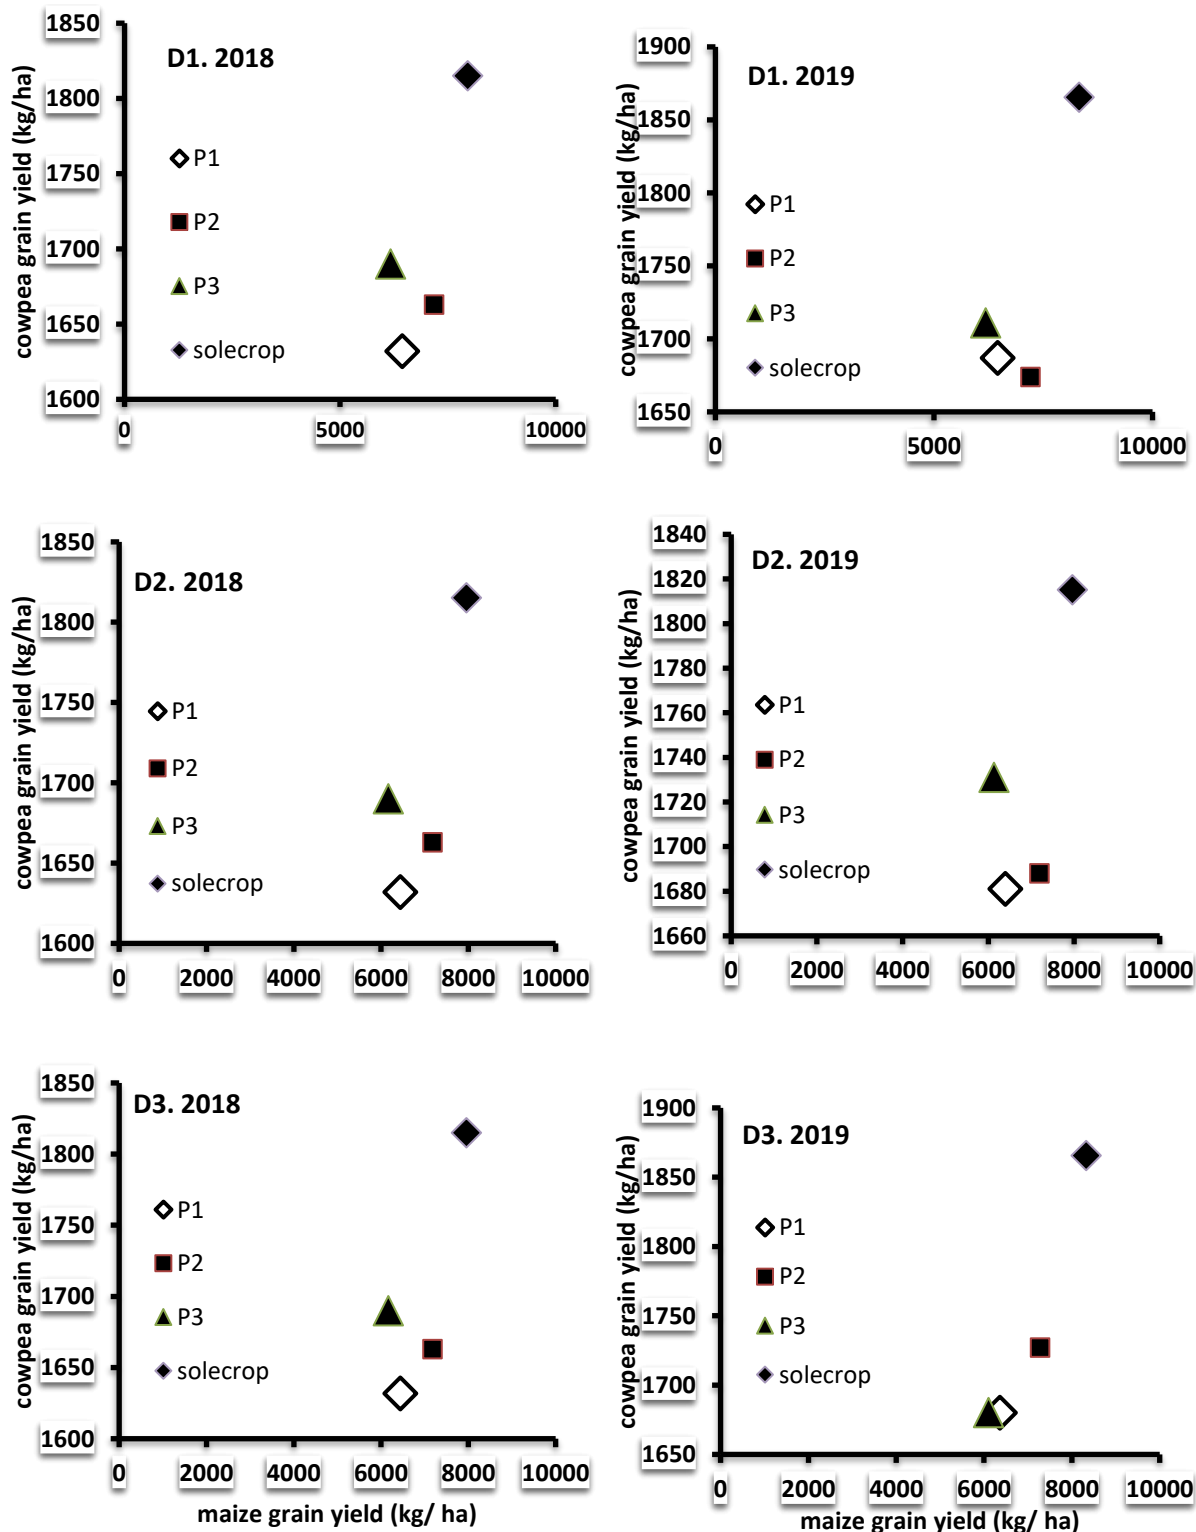 D1. 2018
cowpea grain yield (kg/ha)
1850
1800
1750
1700
1650
1600
P1
P2
P3
solecrop
0
5000
10000
D1. 2019
cowpea grain yield (kg/ha)
1900
1850
1800
1750
1700
1650
P1
P2
P3
solecrop
0
5000
10000
D2. 2018
cowpea grain yield (kg/ha)
1850
1800
1750
1700
1650
1600
P1
P2
P3
solecrop
0
2000
4000
6000
8000
10000
D2. 2019
cowpea grain yield (kg/ha)
1840
1820
1800
1780
1760
1740
1720
1700
1680
1660
P1
P2
P3
solecrop
0
2000
4000
6000
8000
10000
D3. 2018
cowpea grain yield (kg/ha)
1850
1800
1750
1700
1650
1600
P1
P2
P3
solecrop
0
2000
4000
6000
8000
10000
maize grain yield (kg/ ha)
D3. 2019
cowpea grain yield (kg/ha)
1900
1850
1800
1750
1700
1650
P1
P2
P3
solecrop
0
2000
4000
6000
8000
10000
maize grain yield (kg/ ha)